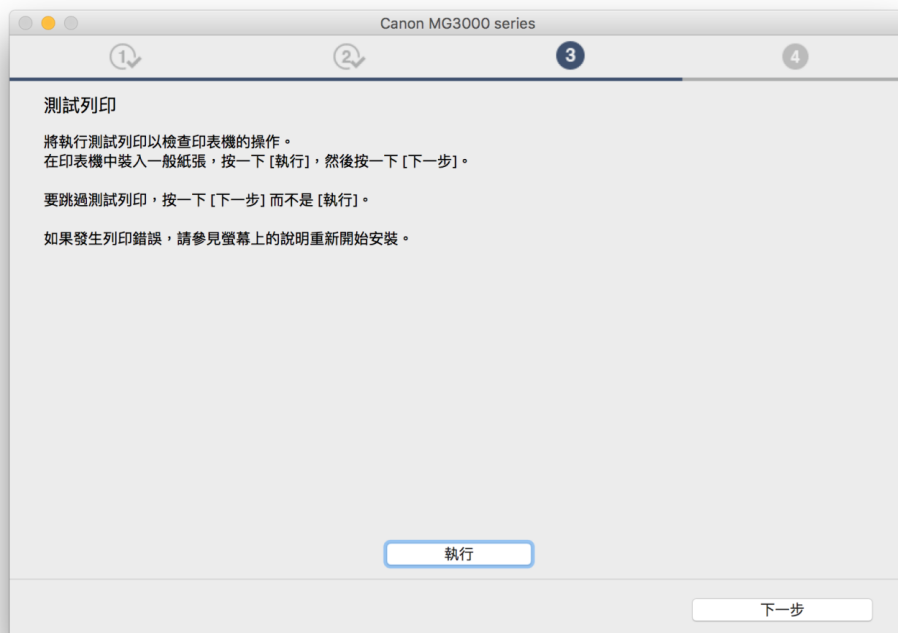 Canon MG3000 series
1
2
3
4
測試列印
將執行測試列印以檢查印表機的操作。
在印表機中裝入一般紙張，按一下 [執行]，然後按一下 [下一步]。
要跳過測試列印，按一下 [下一步] 而不是 [執行]。
如果發生列印錯誤，請參見螢幕上的說明重新開始安裝。
執行
下一步